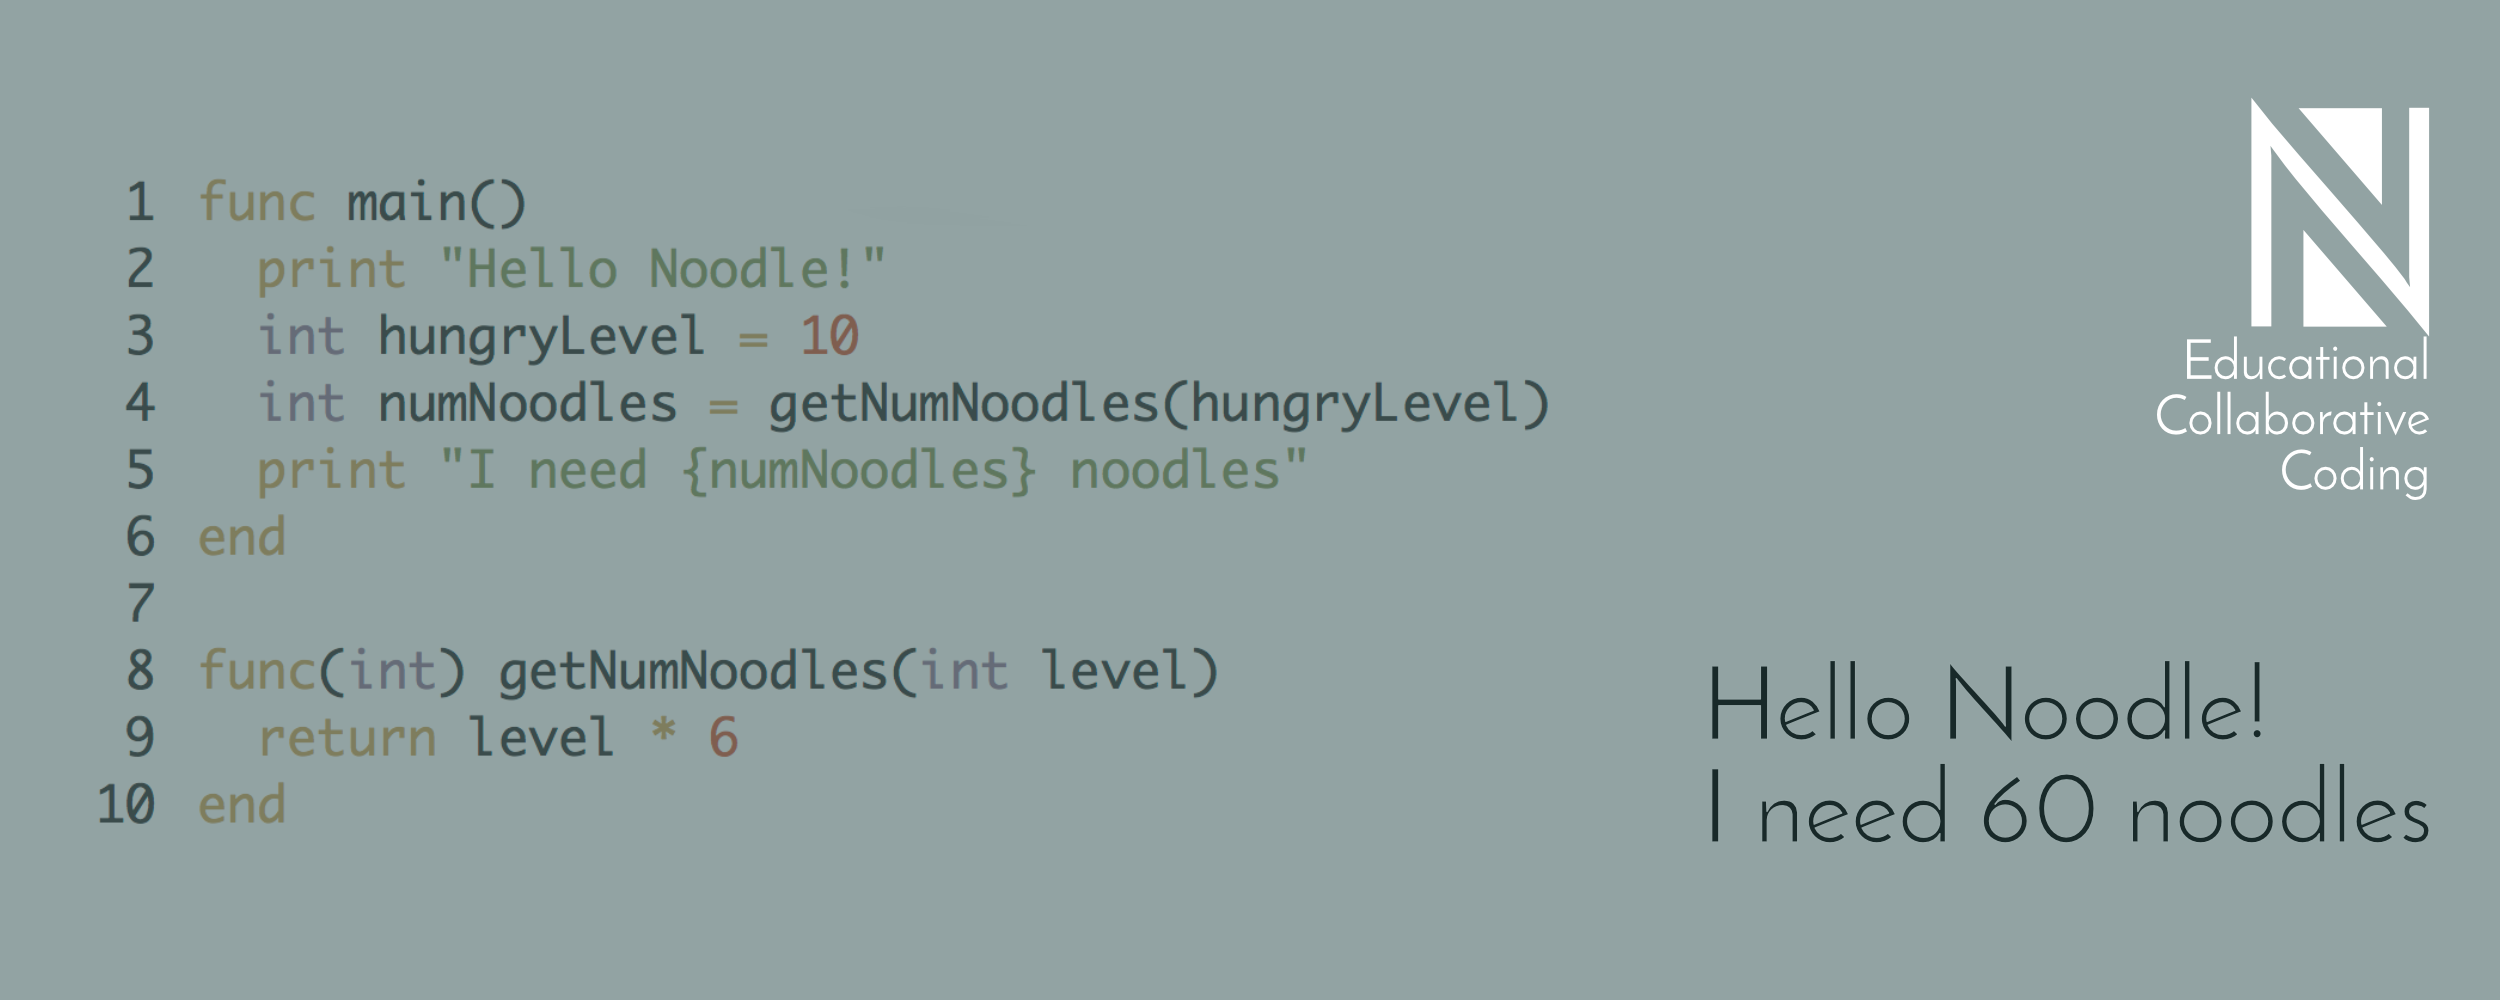 1 func main()
2   print "Hello Noodle!"
3   int hungryLevel = 10
4   int numNoodles = getNumNoodles(hungryLevel)
5   print "I need {numNoodles} noodles"
6 end
7
8 func(int) getNumNoodles(int level)
9   return level * 6
10 end
N
Educational
Collaborative
Coding
Hello Noodle!
I need 60 noodles